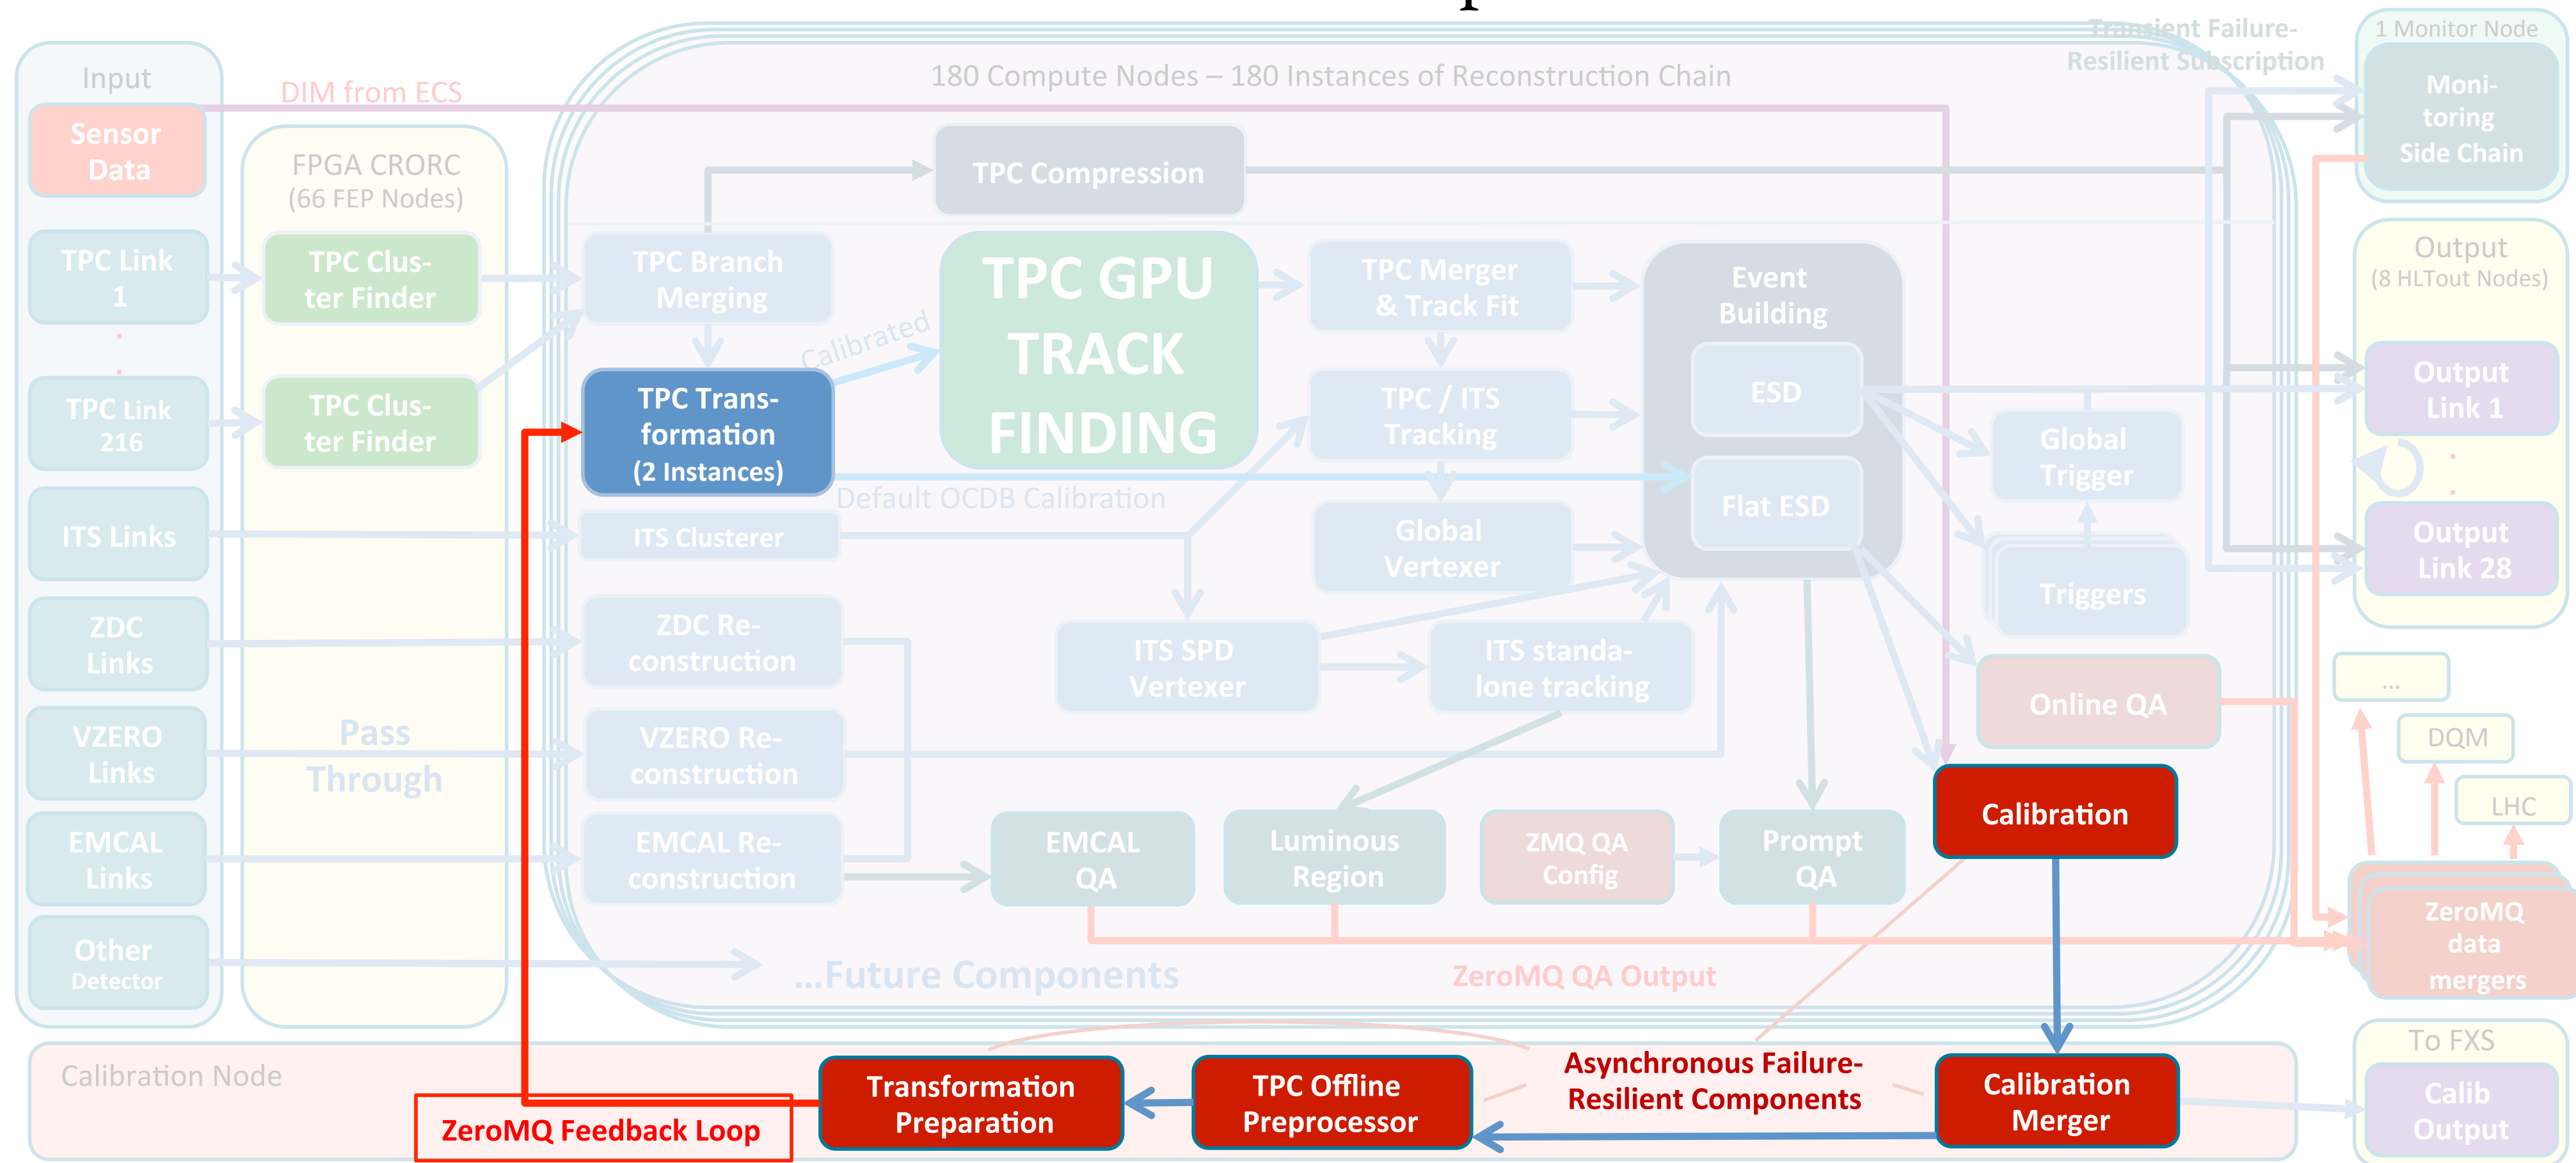 Transient Failure-
Resilient Subscription
1 Monitor Node
Moni-
toring
Side Chain
Input
DIM from ECS
180 Compute Nodes – 180 Instances of Reconstruction Chain
Sensor
Data
FPGA CRORC
(66 FEP Nodes)
TPC Compression
TPC Link
1
TPC Clus-
ter Finder
TPC Branch
Merging
TPC GPU
TRACK
FINDING
TPC Merger
& Track Fit
Event
Building
Output
(8 HLTout Nodes)
Calibrated
TPC Link
216
TPC Clus-
ter Finder
TPC Trans-
formation
(2 Instances)
TPC / ITS
Tracking
ESD
Global
Trigger
Output
Link 1
Default OCDB Calibration
Flat ESD
ITS Links
ITS Clusterer
Global
Vertexer
Triggers
Output
Link 28
ZDC
Links
ZDC Re-
construction
ITS SPD
Vertexer
ITS standa-
lone tracking
Online QA
...
VZERO
Links
Pass
Through
VZERO Re-
construction
DQM
LHC
Calibration
EMCAL
Links
EMCAL Re-
construction
EMCAL
QA
Luminous
Region
ZMQ QA
Config
Prompt
QA
Other
Detector
...Future Components
ZeroMQ QA Output
ZeroMQ
data
mergers
Calibration Node
ZeroMQ Feedback Loop
Transformation
Preparation
TPC Offline
Preprocessor
Asynchronous Failure-
Resilient Components
Calibration
Merger
To FXS
Calib
Output